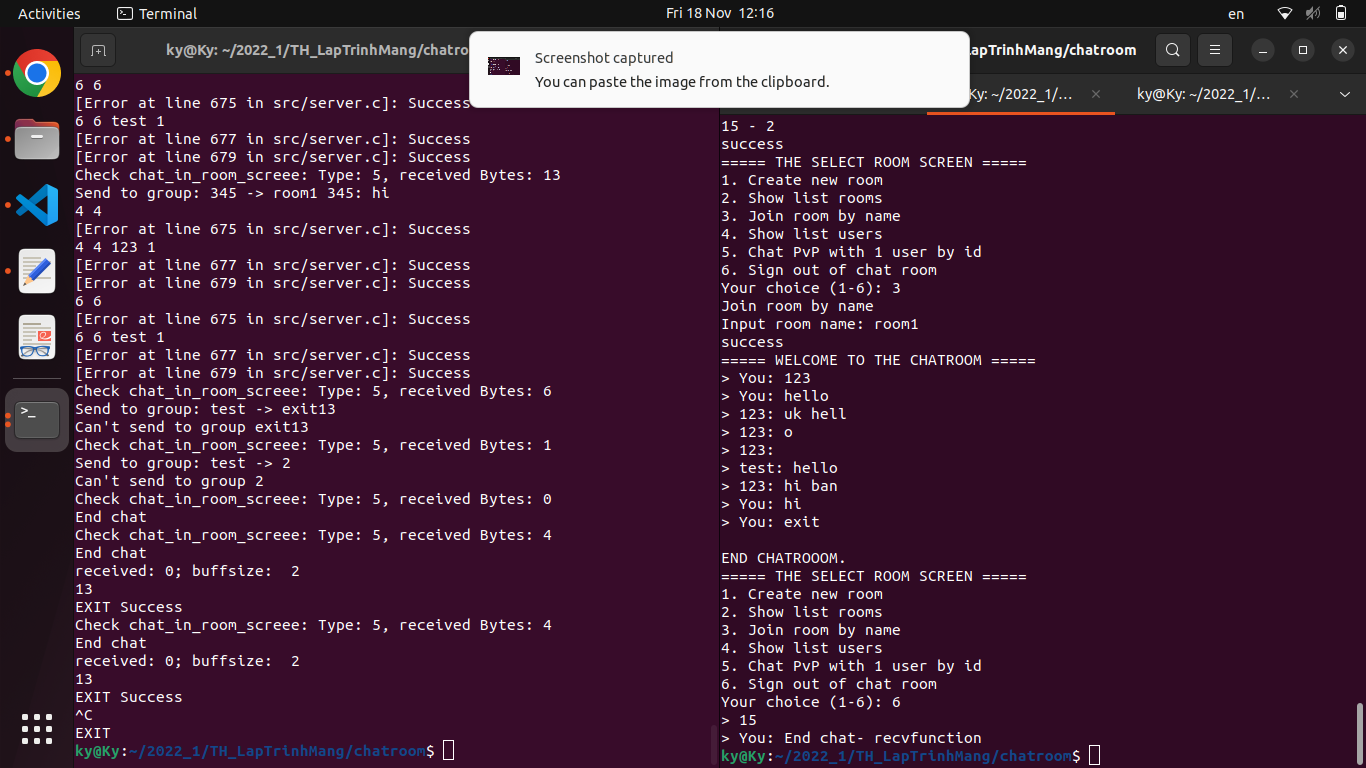 Activities
Terminal
Fri 18 Nov 12:16
en
ky@Ky: ~/2022_1/TH_LapTrinhMang/chatro
Screenshot captured
You can paste the image from the clipboard.
LapTrinhMang/chatroom
6 6
[Error at line 675 in src/server.c]: Success
6 6 test 1
[Error at line 677 in src/server.c]: Success
[Error at line 679 in src/server.c]: Success
Check chat_in_room_screee: Type: 5, received Bytes: 13
Send to group: 345 -> room1 345: hi
4 4
[Error at line 675 in src/server.c]: Success
4 4 123 1
[Error at line 677 in src/server.c]: Success
[Error at line 679 in src/server.c]: Success
6 6
[Error at line 675 in src/server.c]: Success
6 6 test 1
[Error at line 677 in src/server.c]: Success
[Error at line 679 in src/server.c]: Success
Check chat_in_room_screee: Type: 5, received Bytes: 6
Send to group: test -> exit13
Can't send to group exit13
Check chat_in_room_screee: Type: 5, received Bytes: 1
Send to group: test -> 2
Can't send to group 2
Check chat_in_room_screee: Type: 5, received Bytes: 0
End chat
Check chat_in_room_screee: Type: 5, received Bytes: 4
End chat
received: 0; buffsize:  2
13
EXIT Success
Check chat_in_room_screee: Type: 5, received Bytes: 4
End chat
received: 0; buffsize:  2
13
EXIT Success
^C
EXIT
ky@Ky:~/2022_1/TH_LapTrinhMang/chatroom$
Ky: ~/2022_1/...
ky@Ky: ~/2022_1/...
15 - 2
success
===== THE SELECT ROOM SCREEN =====
1. Create new room
2. Show list rooms
3. Join room by name
4. Show list users
5. Chat PvP with 1 user by id
6. Sign out of chat room
Your choice (1-6): 3
Join room by name
Input room name: room1
success
===== WELCOME TO THE CHATROOM =====
> You: 123
> You: hello
> 123: uk hell
> 123: o
> 123:
> test: hello
> 123: hi ban
> You: hi
> You: exit
END CHATROOOM.
===== THE SELECT ROOM SCREEN =====
1. Create new room
2. Show list rooms
3. Join room by name
4. Show list users
5. Chat PvP with 1 user by id
6. Sign out of chat room
Your choice (1-6): 6
> 15
> You: End chat- recvfunction
ky@Ky:~/2022_1/TH_LapTrinhMang/chatroom$